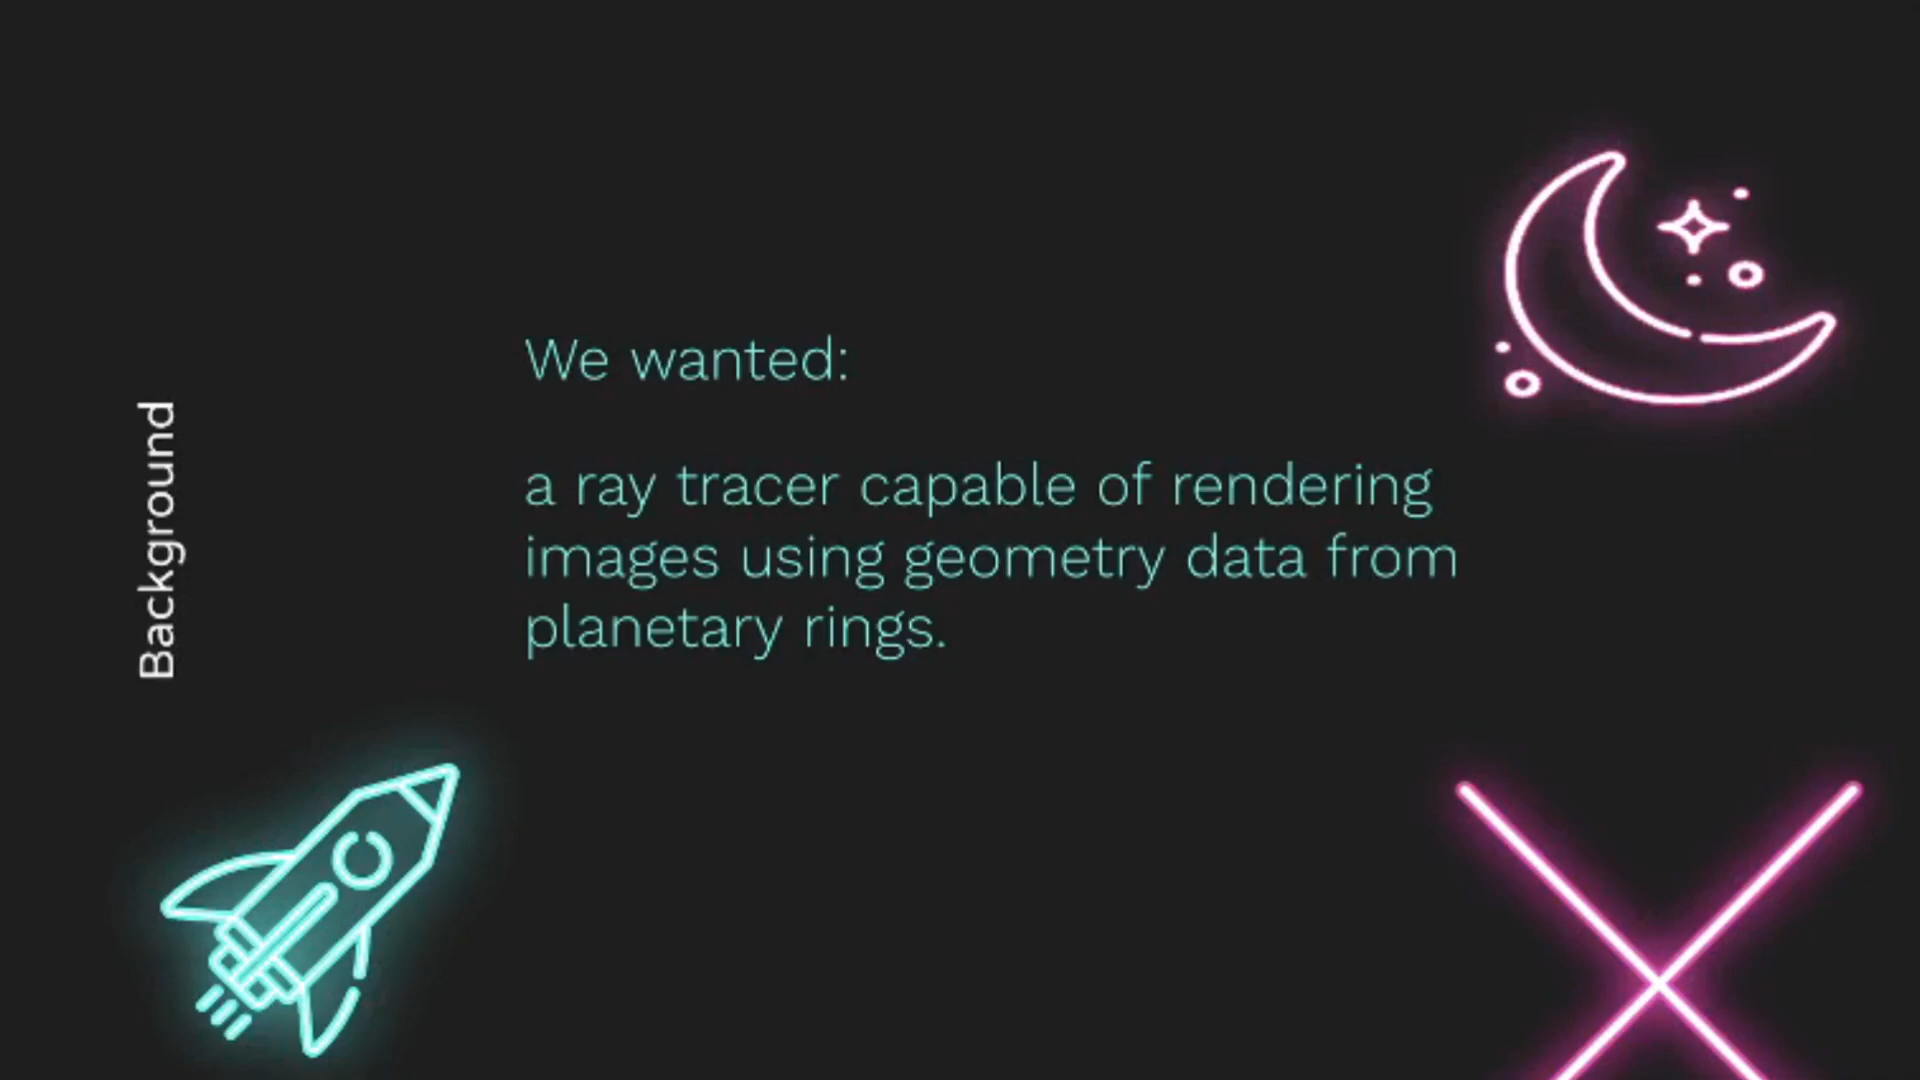 Background
We wanted:
a ray tracer capable of rendering
images using geometry data from
planetary rings.